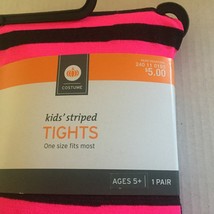 COSTUME
$5.00
kids' striped
TIGHTS
One size fits most
AGES 5+ 1 PAIR